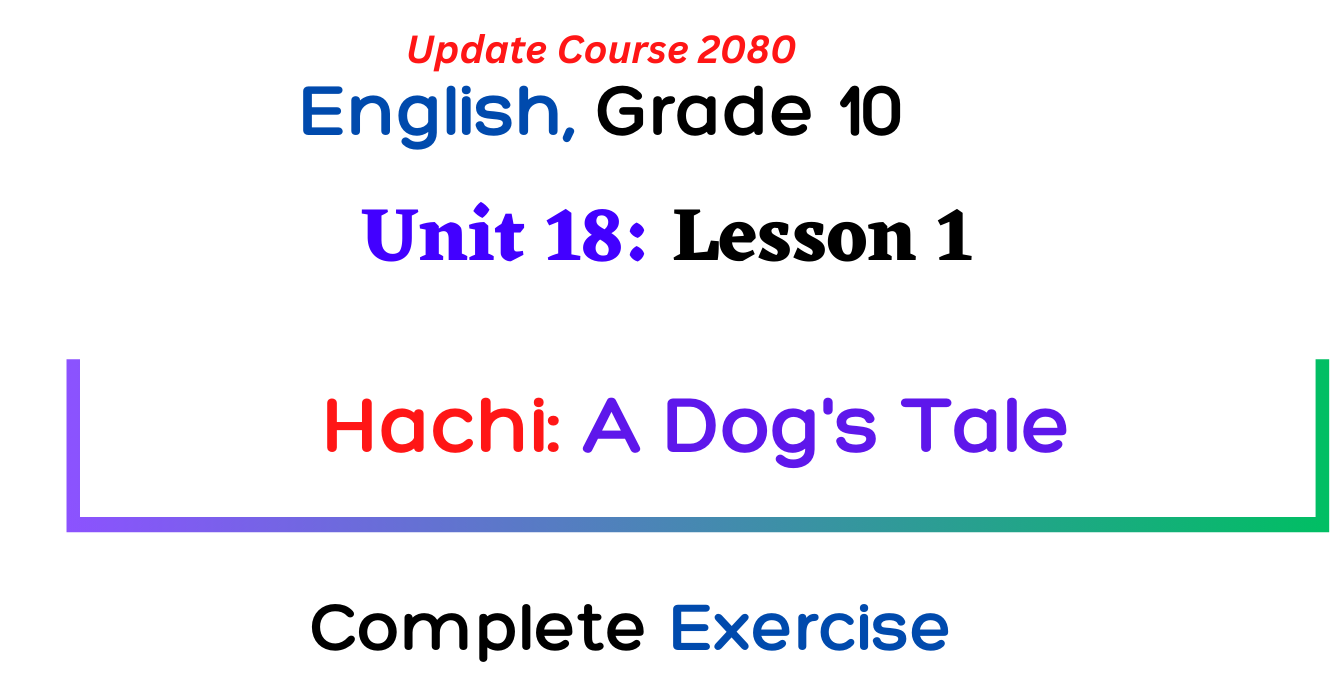 Update Course 2080
English, Grade 10
Unit 18: Lesson 1
Hachi: A Dog's Tale
Complete Exercise